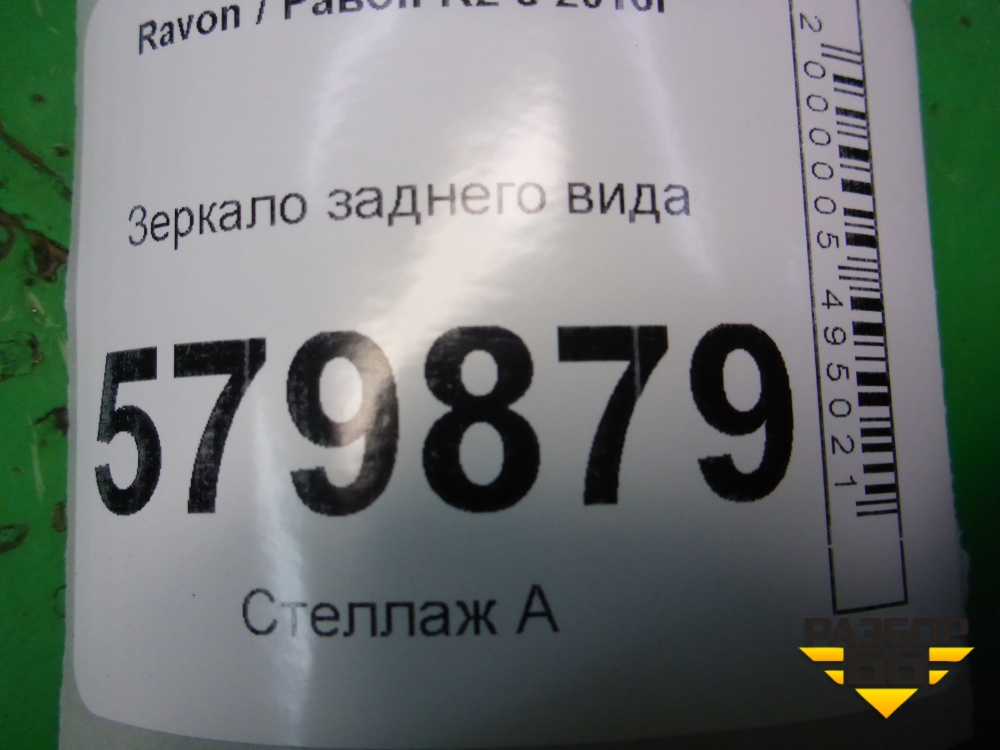 Ravon / Равон R2 с 2016г
Зеркало заднего вида
579879
Стеллаж А
2000005495021
РАЗБОР
66